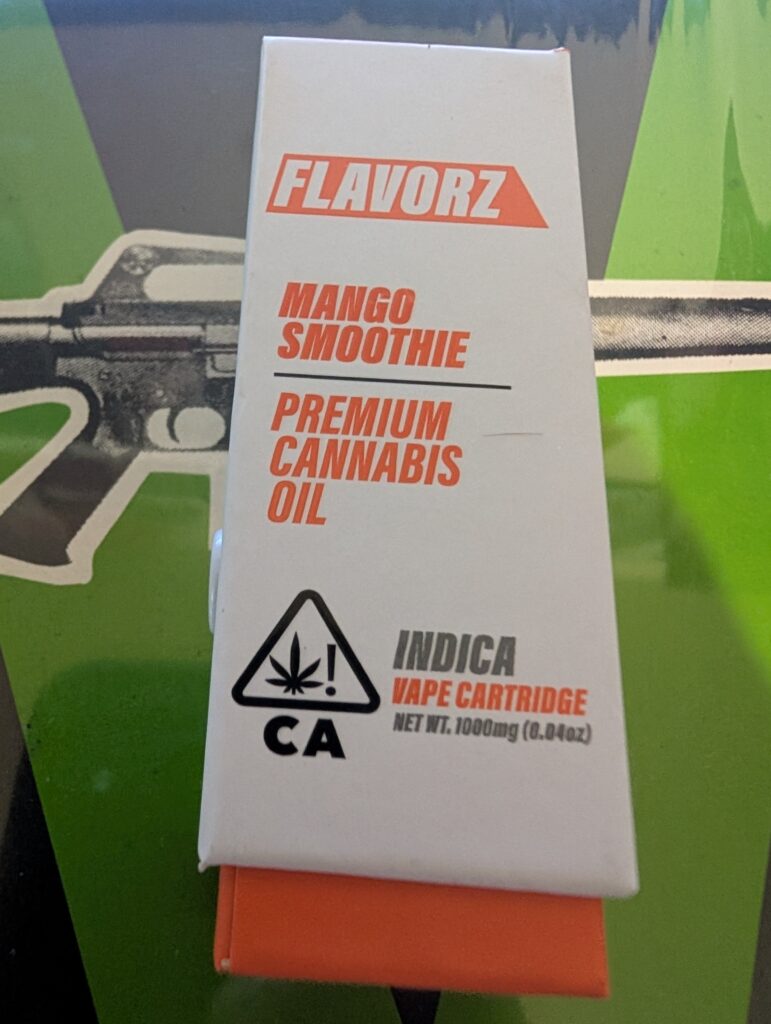 FLAVORZ
MANGO
SMOOTHIE
PREMIUM
CANNABIS
OIL
!
CA
INDICA
VAPE CARTRIDGE
NET WT. 1000mg (0.04oz)